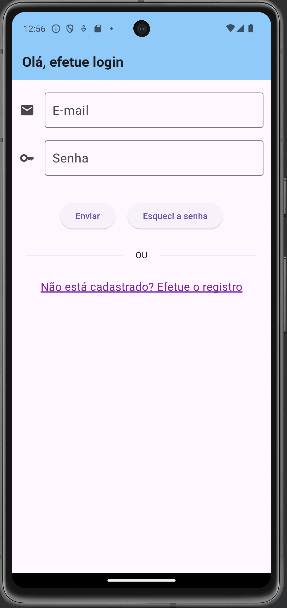 12:56
Olá, efetue login
E-mail
Senha
Enviar Esqueci a senha
OU
Não está cadastrado? Efetue o registro